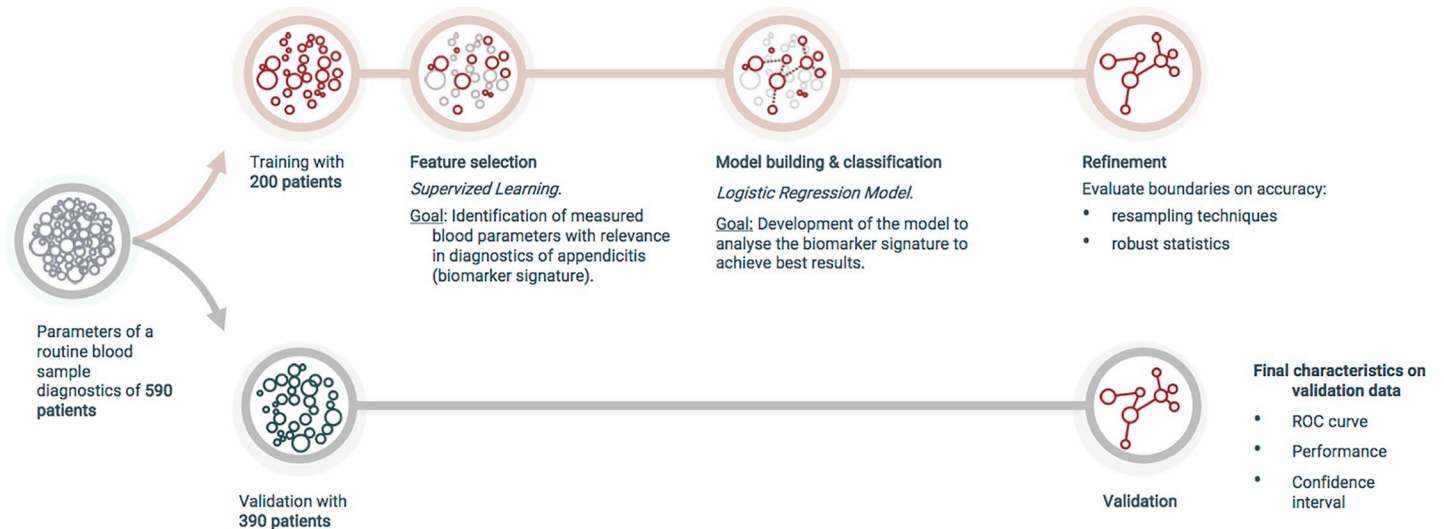 Parameters of a
routine blood
sample
diagnostics of 590
patients
Training with
200 patients
Feature selection
Supervized Learning.
Goal: Identification of measured
blood parameters with relevance
in diagnostics of appendicitis
(biomarker signature).
Model building & classification
Logistic Regression Model.
Goal: Development of the model to
analyse the biomarker signature to
achieve best results.
Refinement
Evaluate boundaries on accuracy:
• resampling techniques
• robust statistics
Validation with
390 patients
Validation
Final characteristics on
validation data
• ROC curve
• Performance
• Confidence
interval